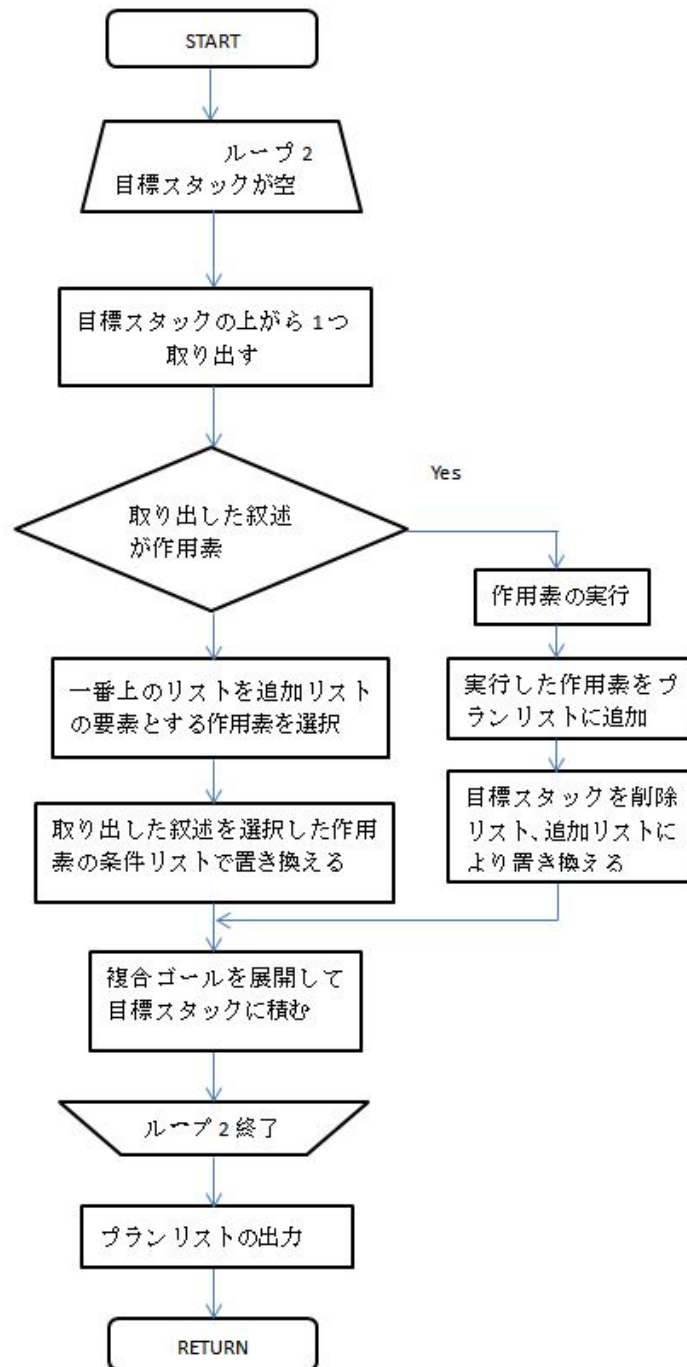 START
ループ2
目標スタックが空
目標スタックの上がら1つ
取り出す
取り出した叙述
が作用素
Yes
作用素の実行
実行した作用素をプ
ランリストに追加
目標スタックを削除
リスト、追加リストに
より置き換える
一番上のリストを追加リスト
の要素とする作用素を選択
取り出した叙述を選択した作用
素の条件リストで置き換える
複合ゴールを展開して
目標スタックに積む
ループ2終了
プランリストの出力
RETURN